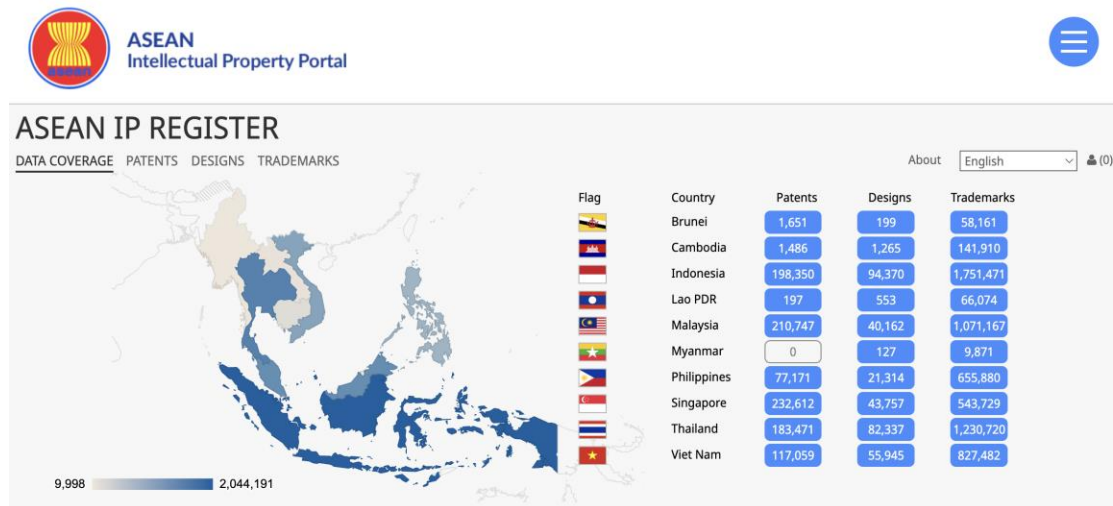 ASEAN
Intellectual Property Portal
asean
ASEAN IP REGISTER
DATA COVERAGE PATENTS DESIGNS TRADEMARKS
About English (0)
Flag Country Patents Designs Trademarks
Brunei 1,651 199 58,161
Cambodia 1,486 1,265 141,910
Indonesia 198,350 94,370 1,751,471
Lao PDR 197 553 66,074
Malaysia 210,747 40,162 1,071,167
Myanmar 0 127 9,871
Philippines 77,171 21,314 655,880
Singapore 232,612 43,757 543,729
Thailand 183,471 82,337 1,230,720
Viet Nam 117,059 55,945 827,482
9,998 2,044,191